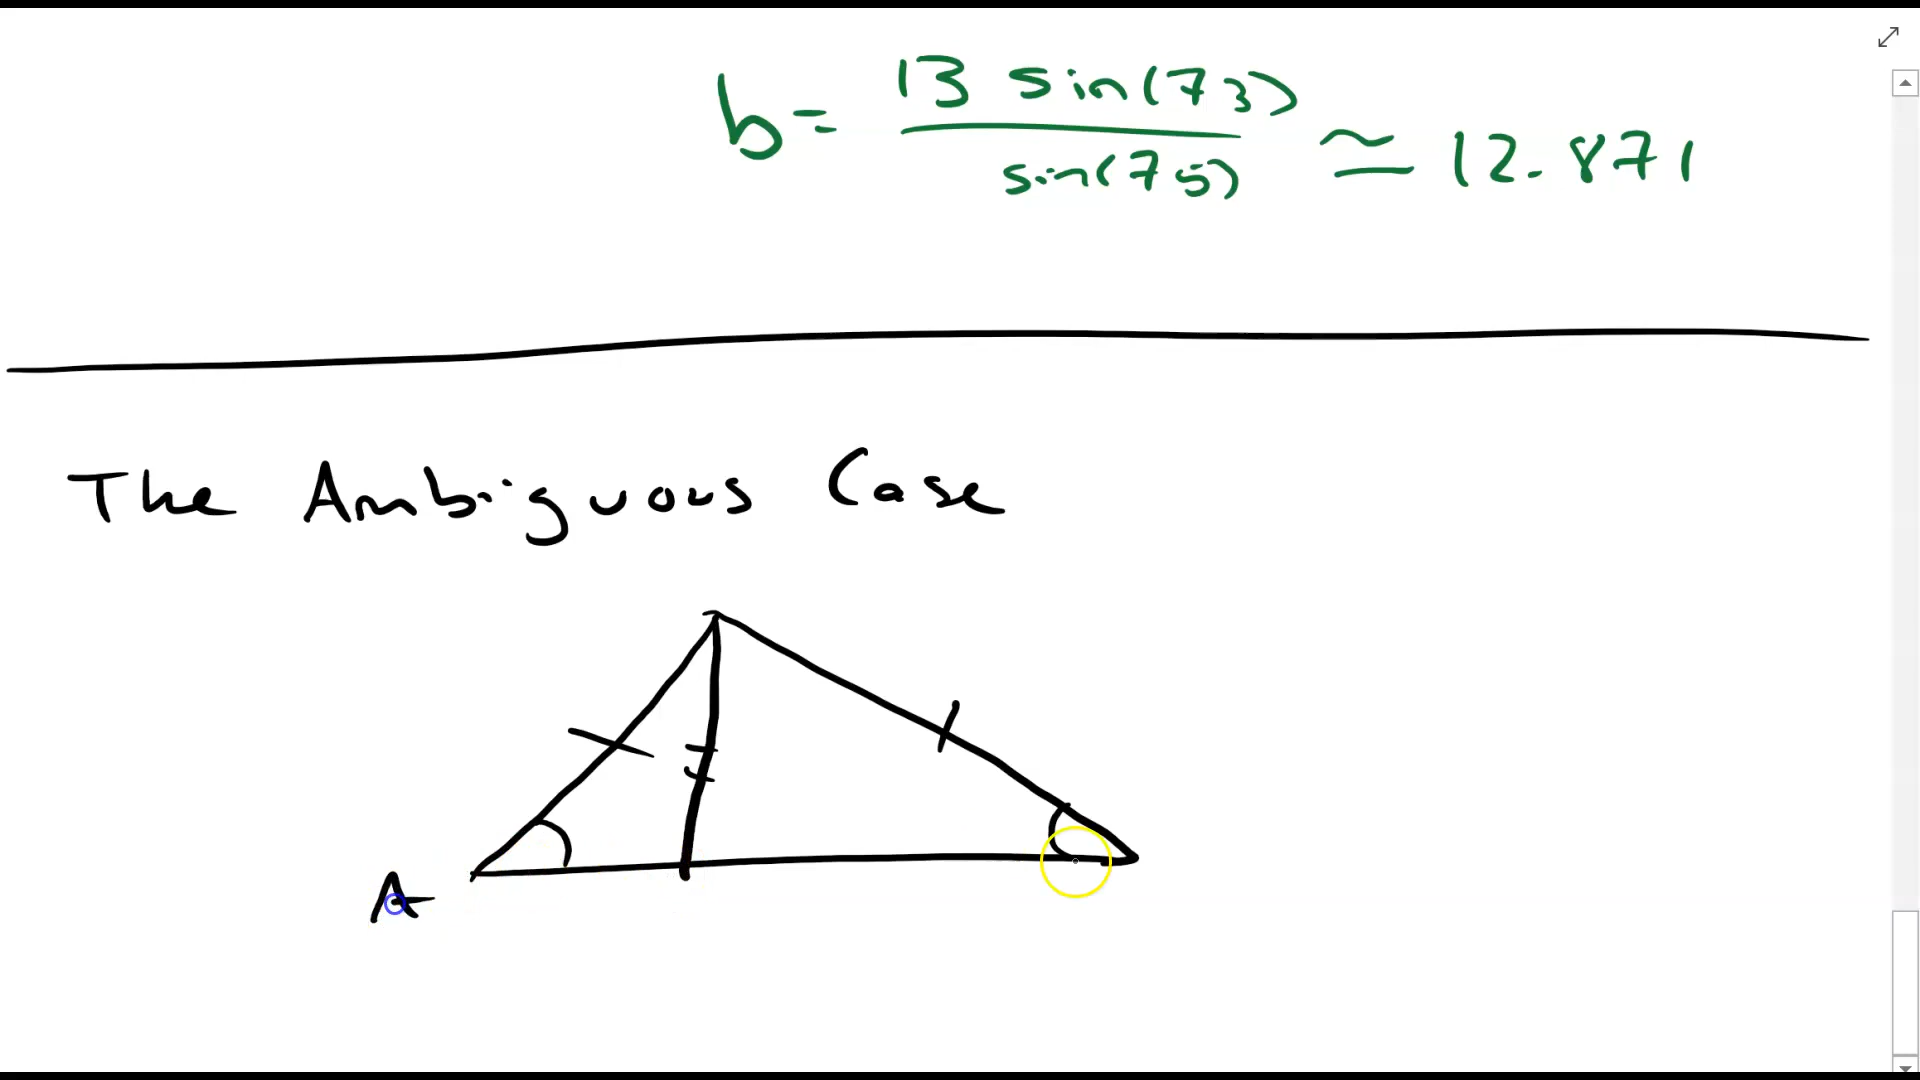 b = 13 sin(73) / sin(75) ≃ 12.871
The Ambiguous Case
A